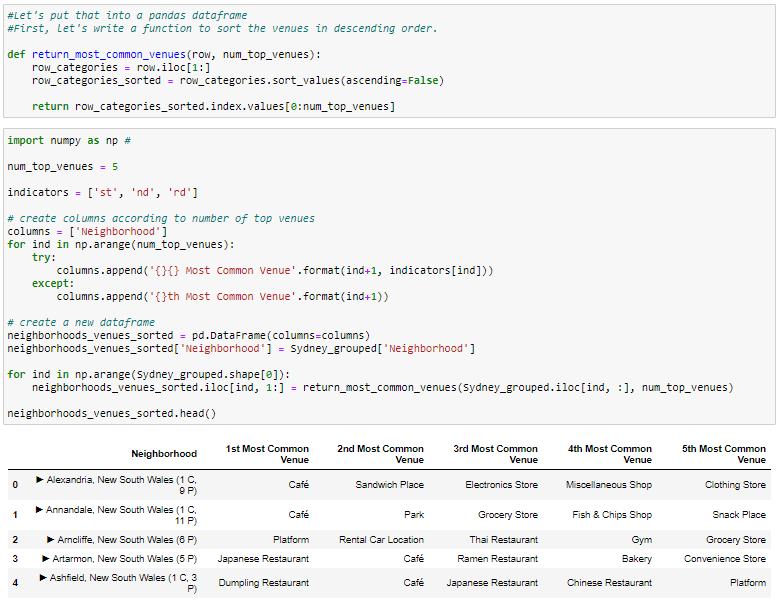 #Let's put that into a pandas dataframe
#First, let's write a function to sort the venues in descending order.
def return_most_common_venues(row, num_top_venues):
    row_categories = row.iloc[1:]
    row_categories_sorted = row_categories.sort_values(ascending=False)
    return row_categories_sorted.index.values[0:num_top_venues]
import numpy as np #
num_top_venues = 5
indicators = ['st', 'nd', 'rd']
# create columns according to number of top venues
columns = ['Neighborhood']
for ind in np.arange(num_top_venues):
    try:
        columns.append('{}{} Most Common Venue'.format(ind+1, indicators[ind]))
    except:
        columns.append('{}th Most Common Venue'.format(ind+1))
# create a new dataframe
neighborhoods_venues_sorted = pd.DataFrame(columns=columns)
neighborhoods_venues_sorted['Neighborhood'] = Sydney_grouped['Neighborhood']
for ind in np.arange(Sydney_grouped.shape[0]):
    neighborhoods_venues_sorted.iloc[ind, 1:] = return_most_common_venues(Sydney_grouped.iloc[ind, :], num_top_venues)
neighborhoods_venues_sorted.head()
Neighborhood 1st Most Common Venue 2nd Most Common Venue 3rd Most Common Venue 4th Most Common Venue 5th Most Common Venue
0 ► Alexandria, New South Wales (1 C, 9 P) Café Sandwich Place Electronics Store Miscellaneous Shop Clothing Store
1 ► Annandale, New South Wales (1 C, 11 P) Café Park Grocery Store Fish & Chips Shop Snack Place
2 ► Arncliffe, New South Wales (6 P) Platform Rental Car Location Thai Restaurant Gym Grocery Store
3 ► Artarmon, New South Wales (5 P) Japanese Restaurant Café Ramen Restaurant Bakery Convenience Store
4 ► Ashfield, New South Wales (1 C, 3 P) Dumpling Restaurant Café Japanese Restaurant Chinese Restaurant Platform